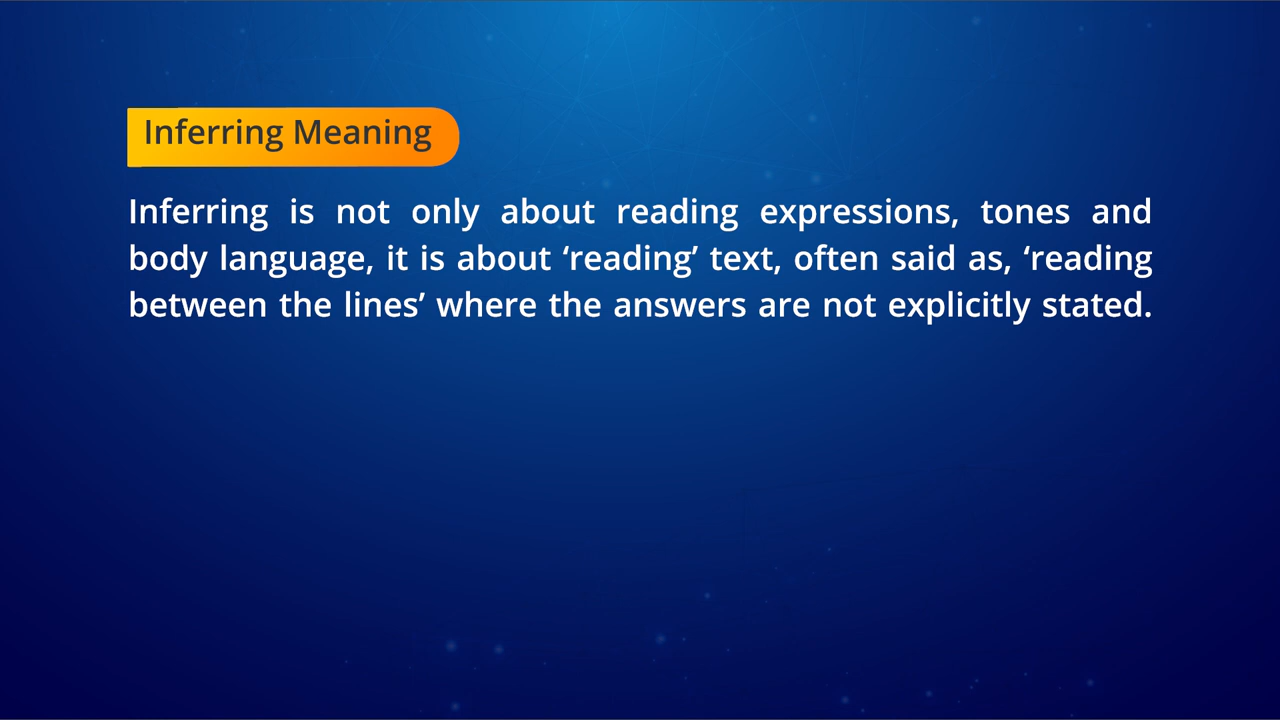 Inferring Meaning
Inferring is not only about reading expressions, tones and
body language, it is about ‘reading’ text, often said as, ‘reading
between the lines’ where the answers are not explicitly stated.